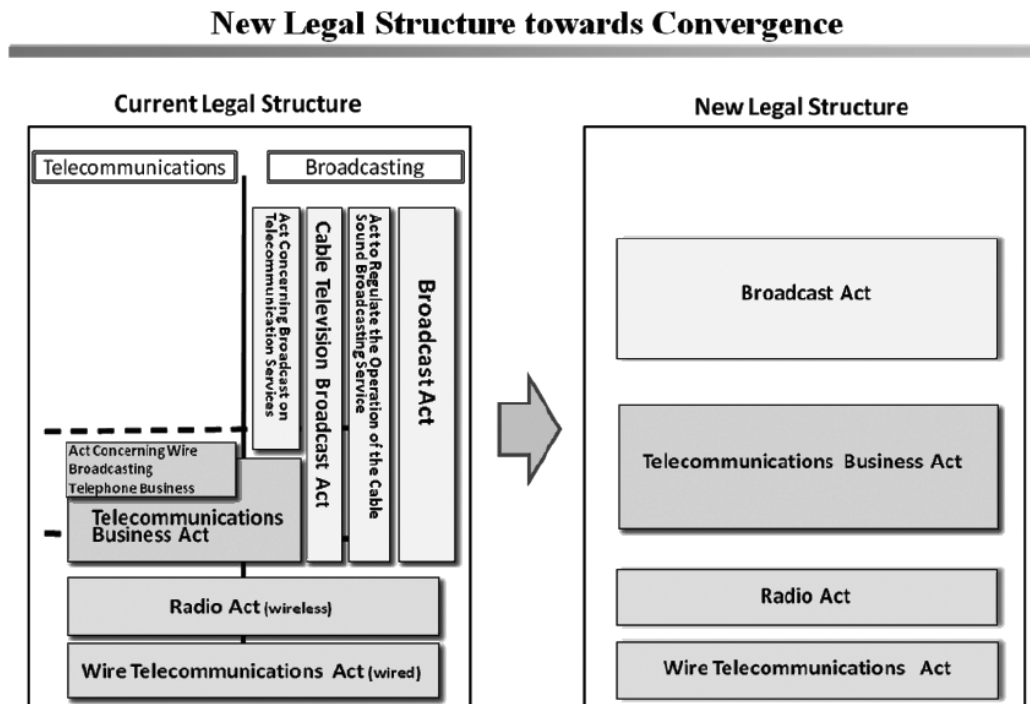 New Legal Structure towards Convergence
Current Legal Structure
Telecommunications
Broadcasting
Act Concerning Broadcast on
Telecommunication Services
Cable Television Broadcast Act
Act to Regulate the Operation of the Cable
Sound Broadcasting Service
Broadcast Act
Act Concerning Wire
Broadcasting
Telephone Business
Telecommunications
Business Act
Radio Act (wireless)
Wire Telecommunications Act (wired)
New Legal Structure
Broadcast Act
Telecommunications Business Act
Radio Act
Wire Telecommunications Act